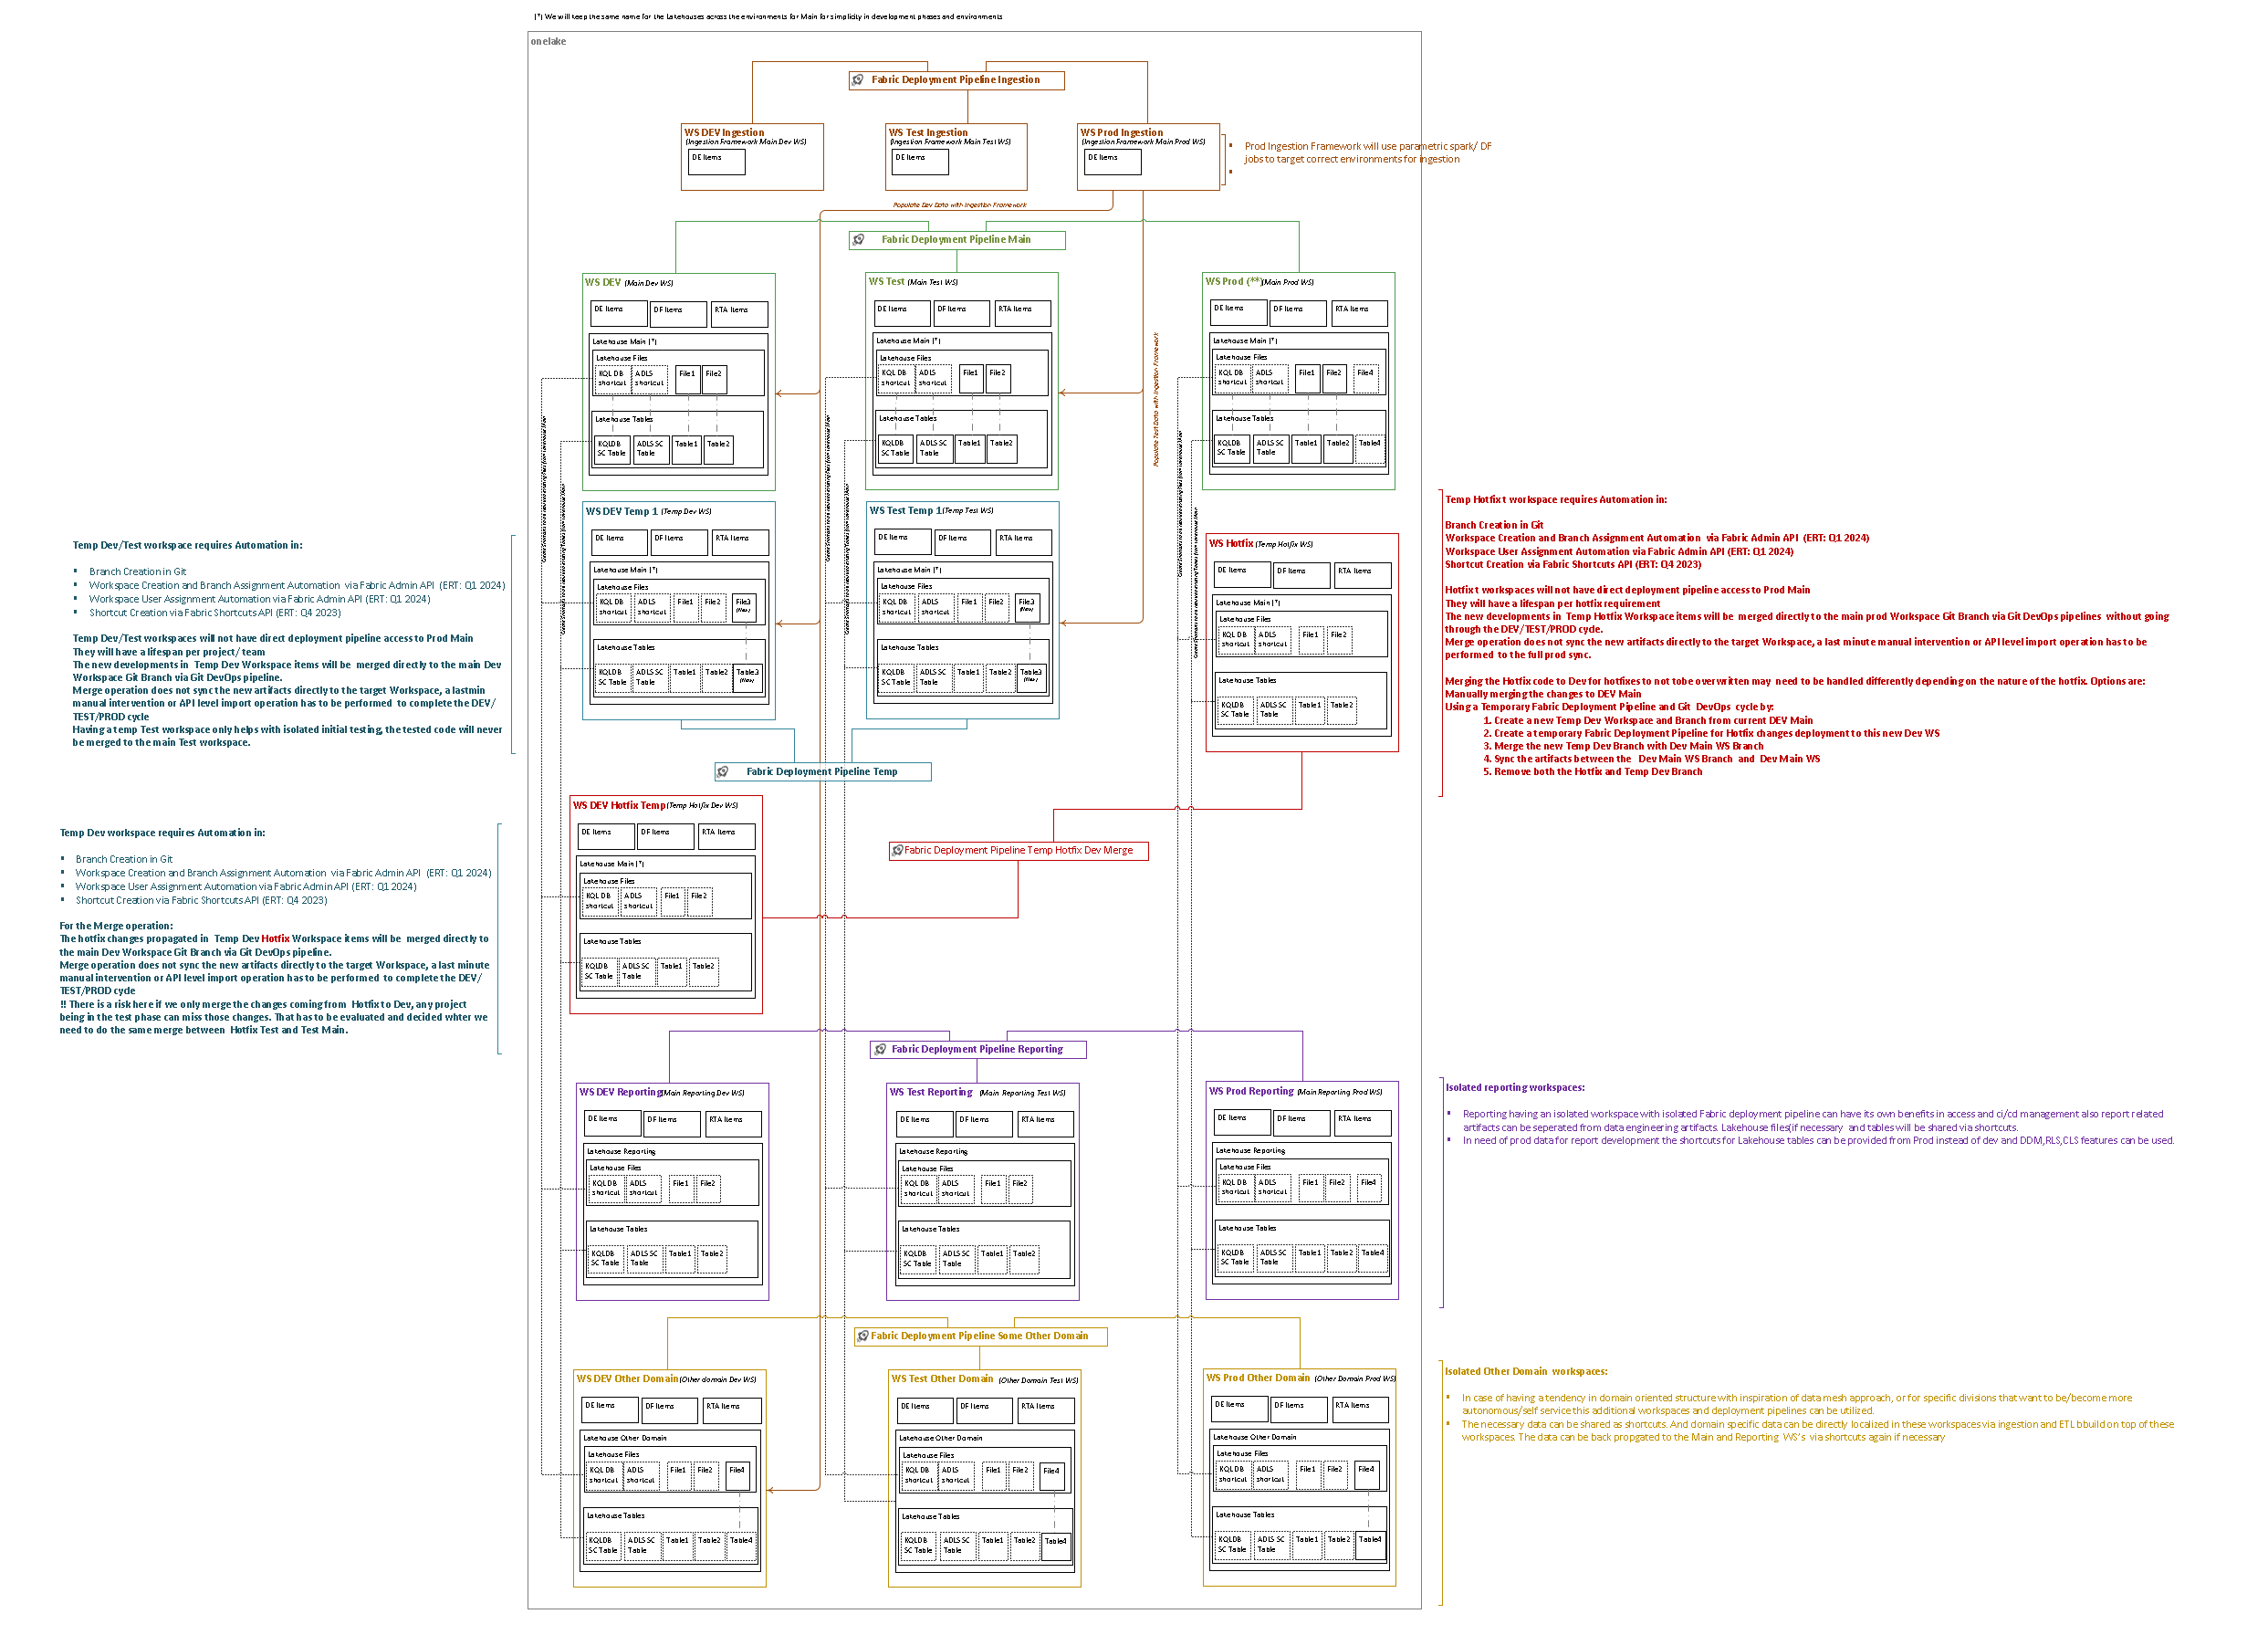 (*) We will keep the same name for the Lakehouses across the environments for Main for simplicity in development phases and environments
onelake
Fabric Deployment Pipeline Ingestion
WS DEV Ingestion
(Ingestion Framework Main Dev WS)
DE Items
WS Test Ingestion
(Ingestion Framework Main Test WS)
DE Items
WS Prod Ingestion
(Ingestion Framework Main Prod WS)
DE Items
Prod Ingestion Framework will use parametric spark/ DF
jobs to target correct environments for ingestion
Populate Dev Data with Ingestion Framework
Populate Test Data with Ingestion Framework
Fabric Deployment Pipeline Main
WS DEV (Main Dev WS)
DE Items DF Items RTA Items
Lakehouse Main (*)
Lakehouse Files
KQL DB ADLS File1 File2
shortcut shortcut
Lakehouse Tables
KQLDB ADLS SC Table1 Table2
SC Table Table
WS Test (Main Test WS)
DE Items DF Items RTA Items
Lakehouse Main (*)
Lakehouse Files
KQL DB ADLS File1 File2
shortcut shortcut
Lakehouse Tables
KQLDB ADLS SC Table1 Table2
SC Table Table
WS Prod (**)(Main Prod WS)
DE Items DF Items RTA Items
Lakehouse Main (*)
Lakehouse Files
KQL DB ADLS File1 File2 File4
shortcut shortcut
Lakehouse Tables
KQLDB ADLS SC Table1 Table2 Table4
SC Table Table
WS DEV Temp 1 (Temp Dev WS)
DE Items DF Items RTA Items
Lakehouse Main (*)
Lakehouse Files
KQL DB ADLS File1 File2 File3
shortcut shortcut (New)
Lakehouse Tables
KQLDB ADLS SC Table1 Table2 Table3
SC Table Table (New)
WS Test Temp 1(Temp Test WS)
DE Items DF Items RTA Items
Lakehouse Main (*)
Lakehouse Files
KQL DB ADLS File1 File2 File3
shortcut shortcut (New)
Lakehouse Tables
KQLDB ADLS SC Table1 Table2 Table3
SC Table Table (New)
WS Hotfix (Temp Hotfix WS)
DE Items DF Items RTA Items
Lakehouse Main (*)
Lakehouse Files
KQL DB ADLS File1 File2
shortcut shortcut
Lakehouse Tables
KQLDB ADLS SC Table1 Table2
SC Table Table
Temp Dev/Test workspace requires Automation in:
Branch Creation in Git
Workspace Creation and Branch Assignment Automation via Fabric Admin API (ERT: Q1 2024)
Workspace User Assignment Automation via Fabric Admin API (ERT: Q1 2024)
Shortcut Creation via Fabric Shortcuts API (ERT: Q4 2023)
Temp Dev/Test workspaces will not have direct deployment pipeline access to Prod Main
They will have a lifespan per project/ team
The new developments in Temp Dev Workspace items will be merged directly to the main Dev
Workspace Git Branch via Git DevOps pipeline.
Merge operation does not sync the new artifacts directly to the target Workspace, a lastmin
manual intervention or API level import operation has to be performed to complete the DEV/
TEST/PROD cycle
Having a temp Test workspace only helps with isolated initial testing, the tested code will never
be merged to the main Test workspace.
Temp Hotfix t workspace requires Automation in:
Branch Creation in Git
Workspace Creation and Branch Assignment Automation via Fabric Admin API (ERT: Q1 2024)
Workspace User Assignment Automation via Fabric Admin API (ERT: Q1 2024)
Shortcut Creation via Fabric Shortcuts API (ERT: Q4 2023)
Hotfix t workspaces will not have direct deployment pipeline access to Prod Main
They will have a lifespan per hotfix requirement
The new developments in Temp Hotfix Workspace items will be merged directly to the main prod Workspace Git Branch via Git DevOps pipelines without going
through the DEV/TEST/PROD cycle.
Merge operation does not sync the new artifacts directly to the target Workspace, a last minute manual intervention or API level import operation has to be
performed to the full prod sync.
Merging the Hotfix code to Dev for hotfixes to not tobe overwritten may need to be handled differently depending on the nature of the hotfix. Options are:
Manually merging the changes to DEV Main
Using a Temporary Fabric Deployment Pipeline and Git DevOps cycle by:
1. Create a new Temp Dev Workspace and Branch from current DEV Main
2. Create a temporary Fabric Deployment Pipeline for Hotfix changes deployment to this new Dev WS
3. Merge the new Temp Dev Branch with Dev Main WS Branch
4. Sync the artifacts between the Dev Main WS Branch and Dev Main WS
5. Remove both the Hotfix and Temp Dev Branch
Fabric Deployment Pipeline Temp
WS DEV Hotfix Temp(Temp Hotfix Dev WS)
DE Items DF Items RTA Items
Lakehouse Main (*)
Lakehouse Files
KQL DB ADLS File1 File2
shortcut shortcut
Lakehouse Tables
KQLDB ADLS SC Table1 Table2
SC Table Table
Fabric Deployment Pipeline Temp Hotfix Dev Merge
Temp Dev workspace requires Automation in:
Branch Creation in Git
Workspace Creation and Branch Assignment Automation via Fabric Admin API (ERT: Q1 2024)
Workspace User Assignment Automation via Fabric Admin API (ERT: Q1 2024)
Shortcut Creation via Fabric Shortcuts API (ERT: Q4 2023)
For the Merge operation:
The hotfix changes propagated in Temp Dev Hotfix Workspace items will be merged directly to
the main Dev Workspace Git Branch via Git DevOps pipeline.
Merge operation does not sync the new artifacts directly to the target Workspace, a last minute
manual intervention or API level import operation has to be performed to complete the DEV/
TEST/PROD cycle
!! There is a risk here if we only merge the changes coming from Hotfix to Dev, any project
being in the test phase can miss those changes. That has to be evaluated and decided whter we
need to do the same merge between Hotfix Test and Test Main.
Fabric Deployment Pipeline Reporting
WS DEV Reporting(Main Reporting Dev WS)
DE Items DF Items RTA Items
Lakehouse Reporting
Lakehouse Files
KQL DB ADLS File1 File2
shortcut shortcut
Lakehouse Tables
KQLDB ADLS SC Table1 Table2
SC Table Table
WS Test Reporting (Main Reporting Test WS)
DE Items DF Items RTA Items
Lakehouse Reporting
Lakehouse Files
KQL DB ADLS File1 File2
shortcut shortcut
Lakehouse Tables
KQLDB ADLS SC Table1 Table2
SC Table Table
WS Prod Reporting (Main Reporting Prod WS)
DE Items DF Items RTA Items
Lakehouse Reporting
Lakehouse Files
KQL DB ADLS File1 File2 File4
shortcut shortcut
Lakehouse Tables
KQLDB ADLS SC Table1 Table2 Table4
SC Table Table
Isolated reporting workspaces:
Reporting having an isolated workspace with isolated Fabric deployment pipeline can have its own benefits in access and ci/cd management also report related
artifacts can be seperated from data engineering artifacts. Lakehouse files(if necessary and tables will be shared via shortcuts.
In need of prod data for report development the shortcuts for Lakehouse tables can be provided from Prod instead of dev and DDM,RLS,CLS features can be used.
Fabric Deployment Pipeline Some Other Domain
WS DEV Other Domain(Other domain Dev WS)
DE Items DF Items RTA Items
Lakehouse Other Domain
Lakehouse Files
KQL DB ADLS File1 File2 File4
shortcut shortcut
Lakehouse Tables
KQLDB ADLS SC Table1 Table2 Table4
SC Table Table
WS Test Other Domain (Other Domain Test WS)
DE Items DF Items RTA Items
Lakehouse Other Domain
Lakehouse Files
KQL DB ADLS File1 File2 File4
shortcut shortcut
Lakehouse Tables
KQLDB ADLS SC Table1 Table2 Table4
SC Table Table
WS Prod Other Domain (Other Domain Prod WS)
DE Items DF Items RTA Items
Lakehouse Other Domain
Lakehouse Files
KQL DB ADLS File1 File2 File4
shortcut shortcut
Lakehouse Tables
KQLDB ADLS SC Table1 Table2 Table4
SC Table Table
Isolated Other Domain workspaces:
In case of having a tendency in domain oriented structure with inspiration of data mesh approach, or for specific divisions that want to be/become more
autonomous/self service this additional workspaces and deployment pipelines can be utilized.
The necessary data can be shared as shortcuts. And domain specific data can be directly localized in these workspaces via ingestion and ETL bbuild on top of these
workspaces. The data can be back propgated to the Main and Reporting WS's via shortcuts again if necessary